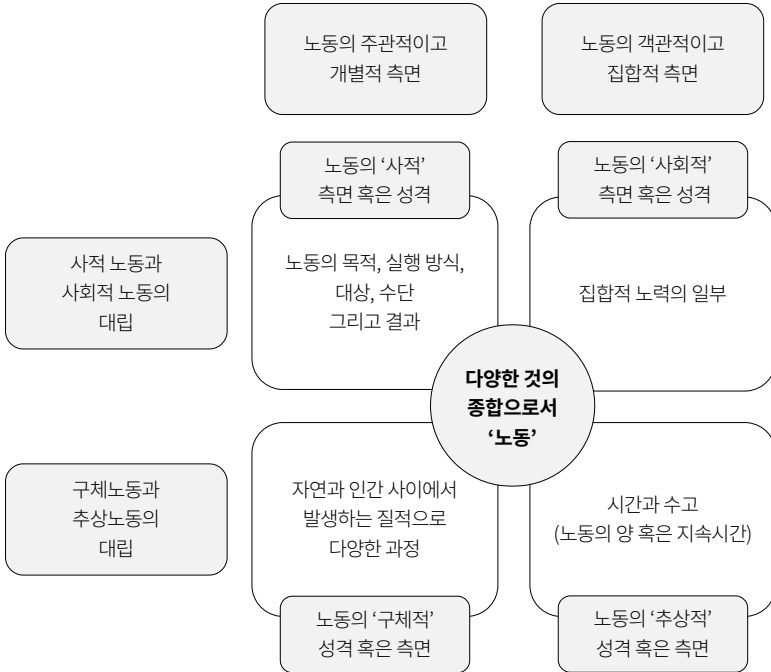 노동의 주관적이고
개별적 측면
노동의 객관적이고
집합적 측면
노동의 ‘사적’
측면 혹은 성격
노동의 ‘사회적’
측면 혹은 성격
사적 노동과
사회적 노동의
대립
노동의 목적, 실행 방식,
대상, 수단
그리고 결과
집합적 노력의 일부
다양한 것의
종합으로서
‘노동’
구체노동과
추상노동의
대립
자연과 인간 사이에서
발생하는 질적으로
다양한 과정
시간과 수고
(노동의 양 혹은 지속시간)
노동의 ‘구체적’
성격 혹은 측면
노동의 ‘추상적’
성격 혹은 측면